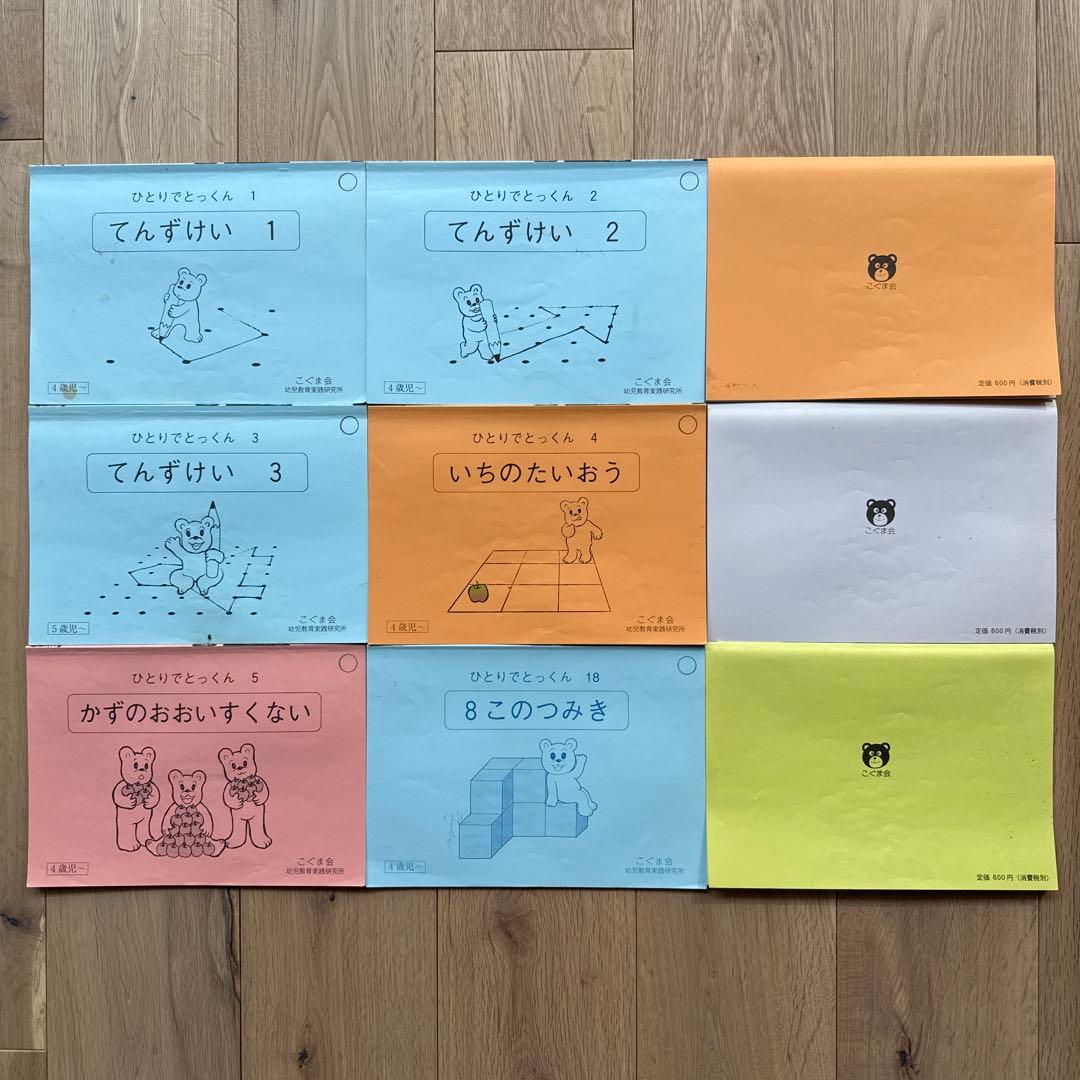 ひとりでとっくん 1
てんずけい 1
4歳児~
こぐま会
幼児教育実践研究所
ひとりでとっくん 2
てんずけい 2
4歳児~
こぐま会
幼児教育実践研究所
こぐま会
定価 600円(消費税別)
ひとりでとっくん 3
てんずけい 3
5歳児~
こぐま会
幼児教育実践研究所
ひとりでとっくん 4
いちのたいおう
4歳児~
こぐま会
幼児教育実践研究所
こぐま会
定価 600円(消費税別)
ひとりでとっくん 5
かずのおおいすくない
4歳児~
こぐま会
幼児教育実践研究所
ひとりでとっくん 18
8このつみき
4歳児~
こぐま会
幼児教育実践研究所
こぐま会
定価 600円(消費税別)